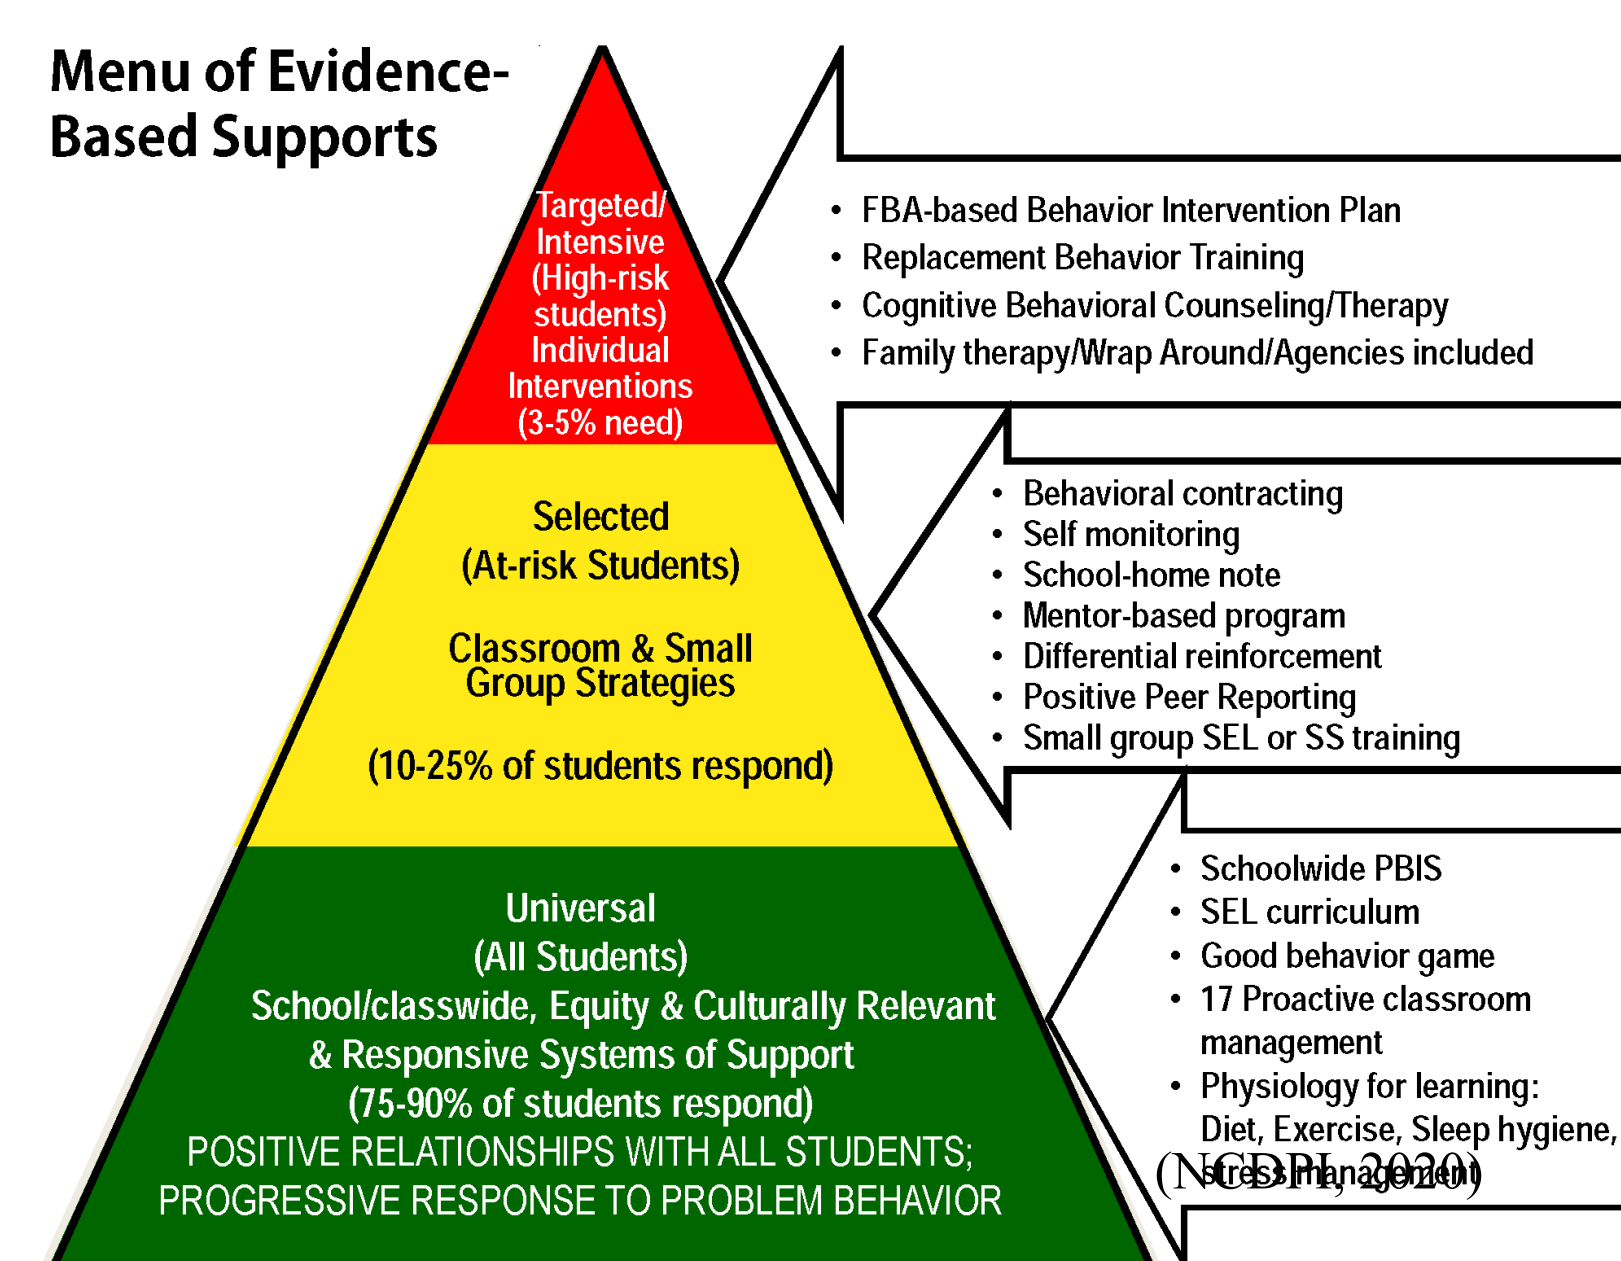 Menu of Evidence-
Based Supports
Targeted/
Intensive
(High-risk
students)
Individual
Interventions
(3-5% need)
• FBA-based Behavior Intervention Plan
• Replacement Behavior Training
• Cognitive Behavioral Counseling/Therapy
• Family therapy/Wrap Around/Agencies included
Selected
(At-risk Students)
Classroom & Small
Group Strategies
(10-25% of students respond)
• Behavioral contracting
• Self monitoring
• School-home note
• Mentor-based program
• Differential reinforcement
• Positive Peer Reporting
• Small group SEL or SS training
Universal
(All Students)
School/classwide, Equity & Culturally Relevant
& Responsive Systems of Support
(75-90% of students respond)
POSITIVE RELATIONSHIPS WITH ALL STUDENTS;
PROGRESSIVE RESPONSE TO PROBLEM BEHAVIOR
• Schoolwide PBIS
• SEL curriculum
• Good behavior game
• 17 Proactive classroom
management
• Physiology for learning:
Diet, Exercise, Sleep hygiene,
stress management
(NCDPI, 2020)